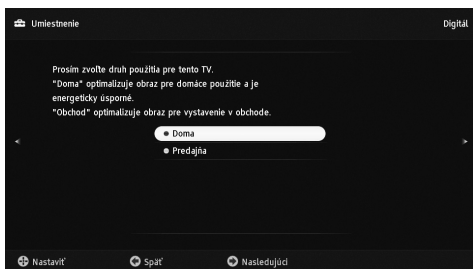 Umiestnenie
Digitál
Prosím zvoľte druh použitia pre tento TV.
"Doma" optimalizuje obraz pre domáce použitie a je
energeticky úsporné.
"Obchod" optimalizuje obraz pre vystavenie v obchode.
Doma
Predajňa
Nastaviť
Späť
Nasledujúci